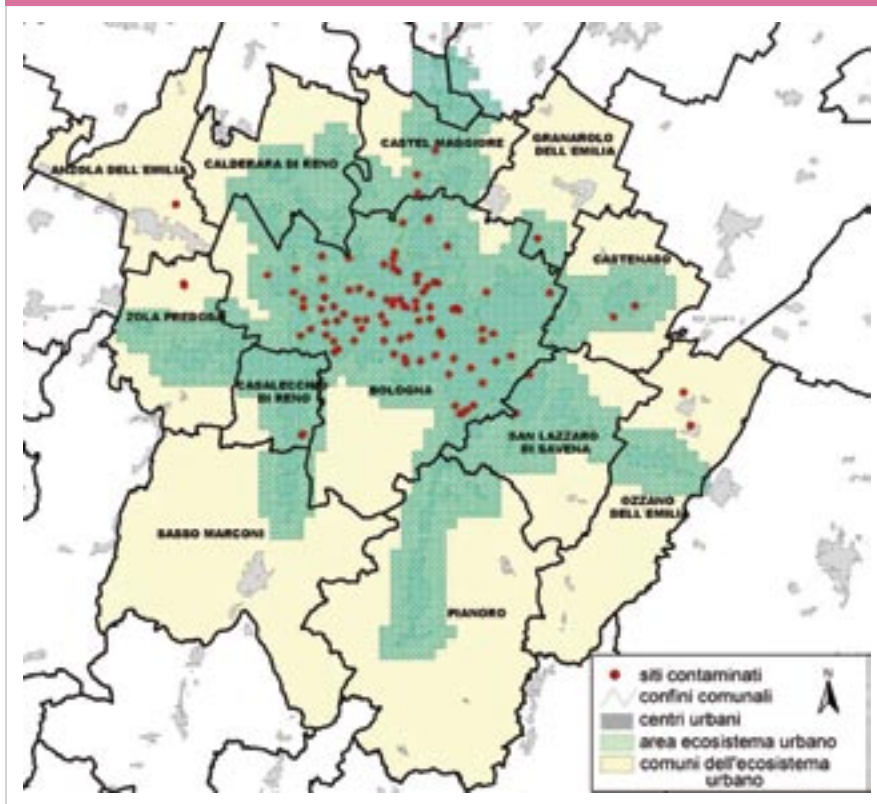 CASTEL MAGGIORE
GRANAROLO
DELL'EMILIA
CALDERARA DI RENO
ANZOLA DELL'EMILIA
CASTENASO
ZOLA PREDOSA
CASALECCHIO
DI RENO
BOLOGNA
SAN LAZZARO
DI SAVENA
OZZANO
DELL'EMILIA
SASSO MARCONI
PIANORO
siti contaminati
N
confini comunali
centri urbani
area ecosistema urbano
comuni dell'ecosistema
urbano